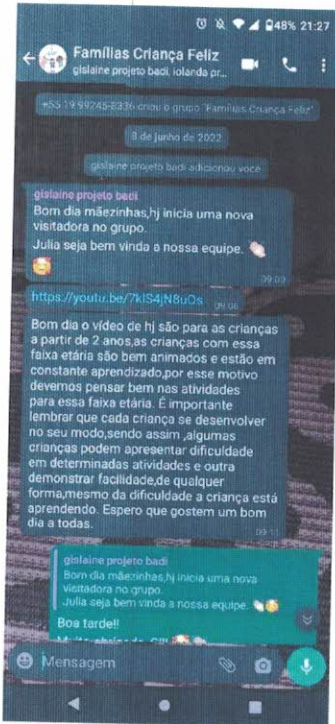 48% 21:27
Famílias Criança Feliz
gislaine projeto badi, iolanda pr...
+55 19 99245-8336 criou o grupo "Famílias Criança Feliz"
8 de junho de 2022
gislaine projeto badi adicionou você
gislaine projeto badi
Bom dia mãezinhas,hj inicia uma nova
visitadora no grupo.
Julia seja bem vinda a nossa equipe.
09:03
https://youtu.be/7kIS4jN8uOs 09:06
Bom dia o vídeo de hj são para as crianças
a partir de 2 anos,as crianças com essa
faixa etária são bem animados e estão em
constante aprendizado,por esse motivo
devemos pensar bem nas atividades
para essa faixa etária. É importante
lembrar que cada criança se desenvolver
no seu modo,sendo assim ,algumas
crianças podem apresentar dificuldade
em determinadas atividades e outra
demonstrar facilidade,de qualquer
forma,mesmo da dificuldade a criança está
aprendendo. Espero que gostem um bom
dia a todas.
09:11
gislaine projeto badi
Bom dia mãezinhas,hj inicia uma nova
visitadora no grupo.
Julia seja bem vinda a nossa equipe.
Boa tarde!!
Mensagem